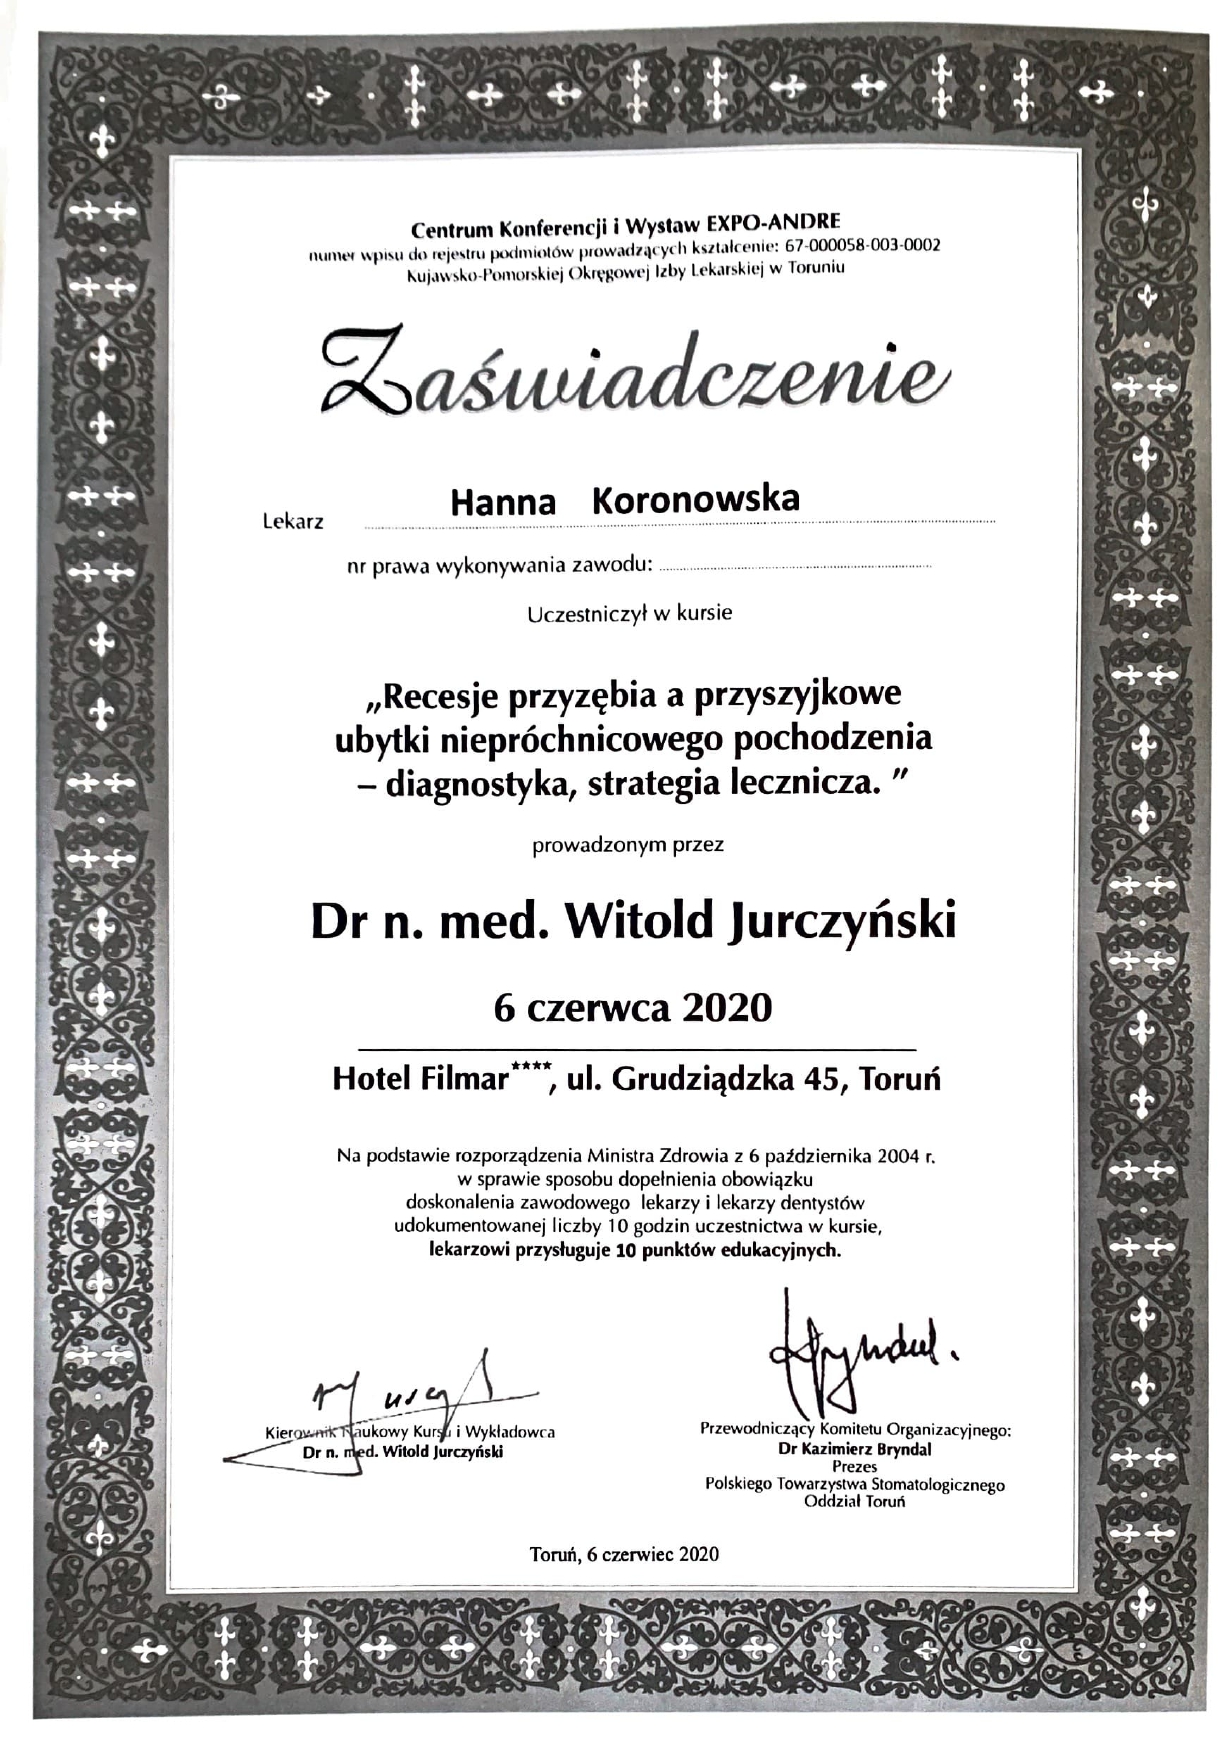 Centrum Konferencji i Wystaw EXPO-ANDRE
numer wpisu do rejestru podmiotów prowadzących kształcenie: 67-000058-003-0002
Kujawsko-Pomorskiej Okręgowej Izby Lekarskiej w Toruniu
Zaświadczenie
Hanna Koronowska
Lekarz
nr prawa wykonywania zawodu:
Uczestniczył w kursie
„Recesje przyzębia a przyszyjkowe
ubytki niepróchnicowego pochodzenia
– diagnostyka, strategia lecznicza. ”
prowadzonym przez
Dr n. med. Witold Jurczyński
6 czerwca 2020
Hotel Filmar****, ul. Grudziądzka 45, Toruń
Na podstawie rozporządzenia Ministra Zdrowia z 6 października 2004 r.
w sprawie sposobu dopełnienia obowiązku
doskonalenia zawodowego lekarzy i lekarzy dentystów
udokumentowanej liczby 10 godzin uczestnictwa w kursie,
lekarzowi przysługuje 10 punktów edukacyjnych.
Kierownik Naukowy Kursu i Wykładowca
Dr n. med. Witold Jurczyński
Przewodniczący Komitetu Organizacyjnego:
Dr Kazimierz Bryndal
Prezes
Polskiego Towarzystwa Stomatologicznego
Oddział Toruń
Toruń, 6 czerwiec 2020